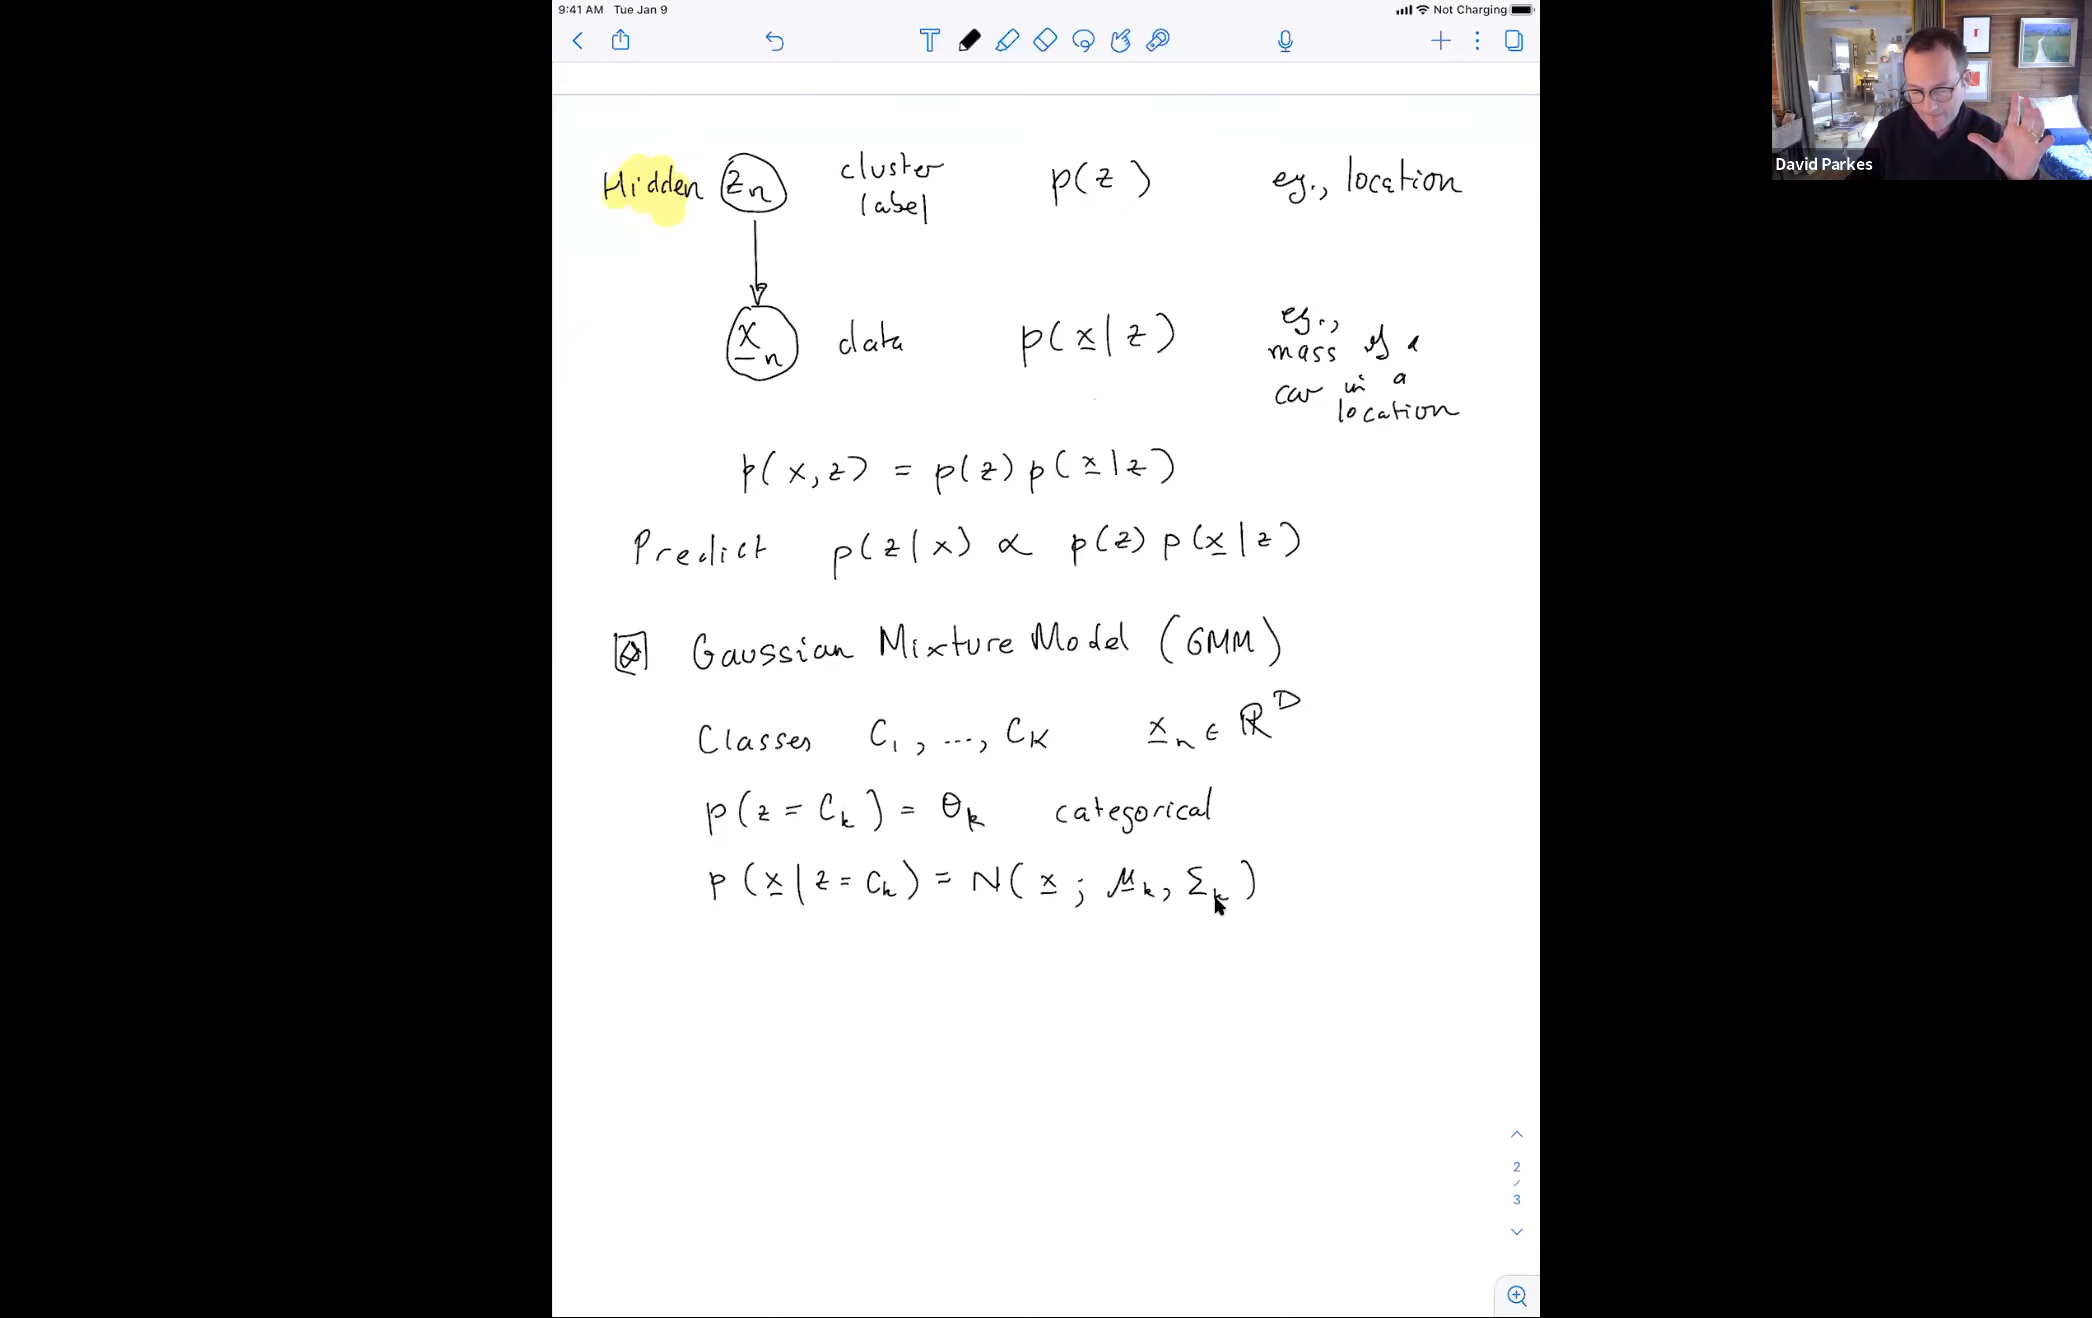 9:41 AM Tue Jan 9
Not Charging
David Parkes
Hidden z_n cluster label p(z) eg., location
x_n data p(x|z) eg., mass of a car in a location
p(x,z) = p(z) p(x|z)
Predict p(z|x) ∝ p(z) p(x|z)
Gaussian Mixture Model (GMM)
Classes C_1, ..., C_K x_n ∈ ℝ^D
p(z = C_k) = θ_k categorical
p(x|z = C_k) = N(x; μ_k, Σ_k)
2
/
3